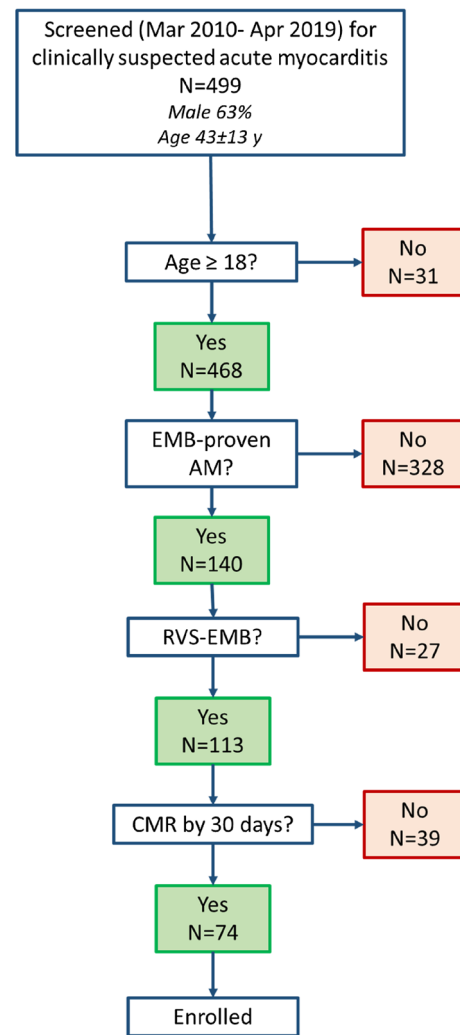 Screened (Mar 2010- Apr 2019) for
clinically suspected acute myocarditis
N=499
Male 63%
Age 43±13 y
Age ≥ 18?
No
N=31
Yes
N=468
EMB-proven
AM?
No
N=328
Yes
N=140
RVS-EMB?
No
N=27
Yes
N=113
CMR by 30 days?
No
N=39
Yes
N=74
Enrolled